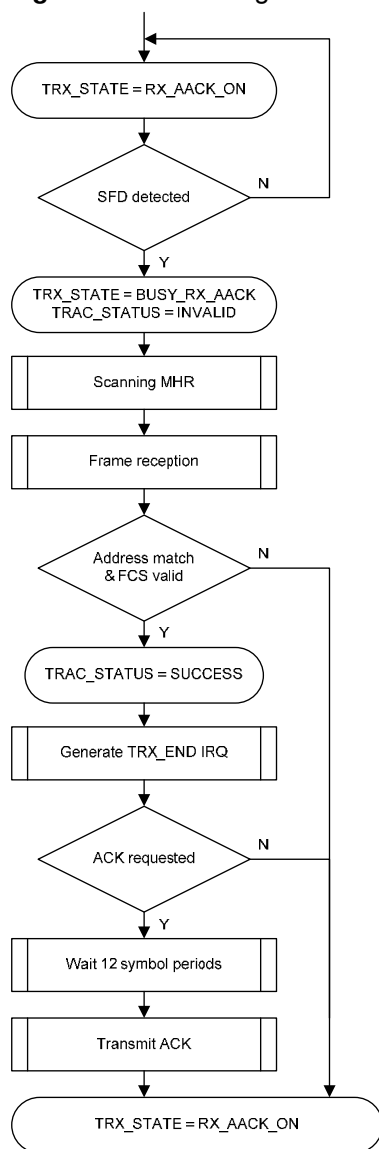 TRX_STATE = RX_AACK_ON
SFD detected
N
Y
TRX_STATE = BUSY_RX_AACK
TRAC_STATUS = INVALID
Scanning MHR
Frame reception
Address match
& FCS valid
N
Y
TRAC_STATUS = SUCCESS
Generate TRX_END IRQ
ACK requested
N
Y
Wait 12 symbol periods
Transmit ACK
TRX_STATE = RX_AACK_ON